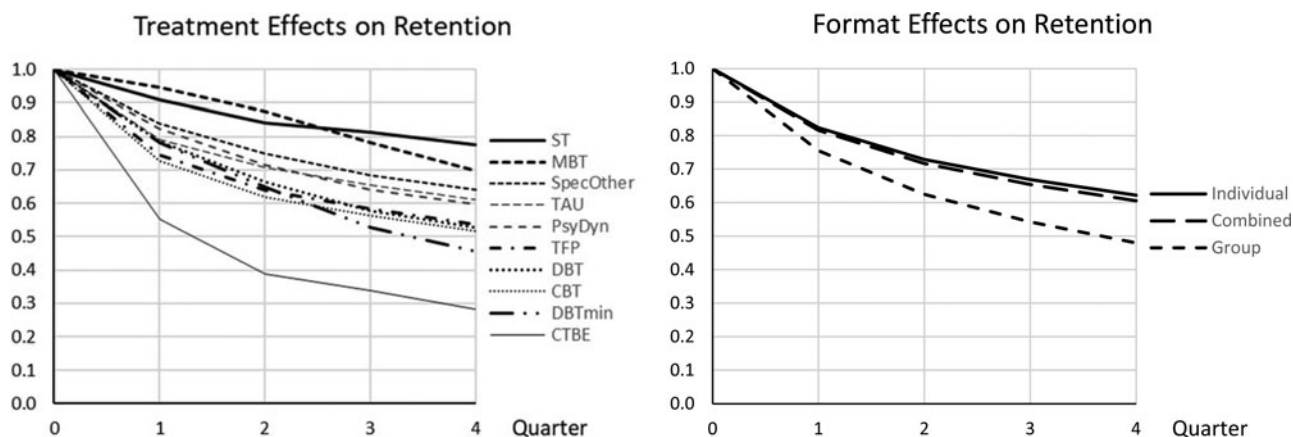 Treatment Effects on Retention
1.0
0.9
0.8
0.7
0.6
0.5
0.4
0.3
0.2
0.1
0.0
0 1 2 3 4 Quarter
ST
MBT
SpecOther
TAU
PsyDyn
TFP
DBT
CBT
DBTmin
CTBE
Format Effects on Retention
1.0
0.9
0.8
0.7
0.6
0.5
0.4
0.3
0.2
0.1
0.0
0 1 2 3 4 Quarter
Individual
Combined
Group